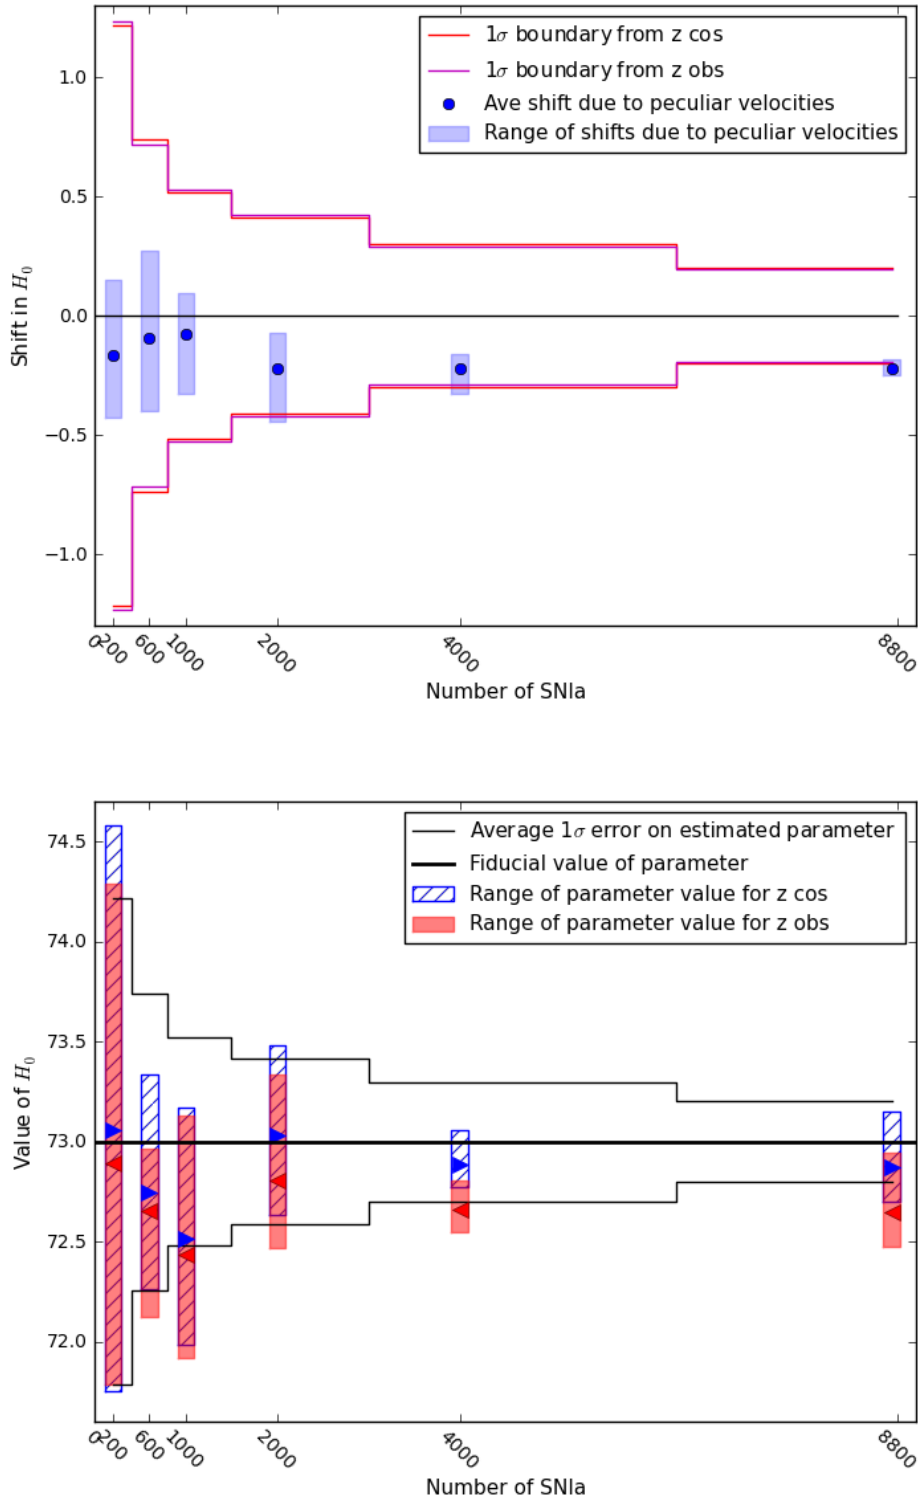 1σ boundary from z cos
1σ boundary from z obs
Ave shift due to peculiar velocities
Range of shifts due to peculiar velocities
1.0
0.5
0.0
−0.5
−1.0
Shift in H₀
0
200
600
1000
2000
4000
8800
Number of SNIa
Average 1σ error on estimated parameter
Fiducial value of parameter
Range of parameter value for z cos
Range of parameter value for z obs
74.5
74.0
73.5
73.0
72.5
72.0
Value of H₀
0
200
600
1000
2000
4000
8800
Number of SNIa